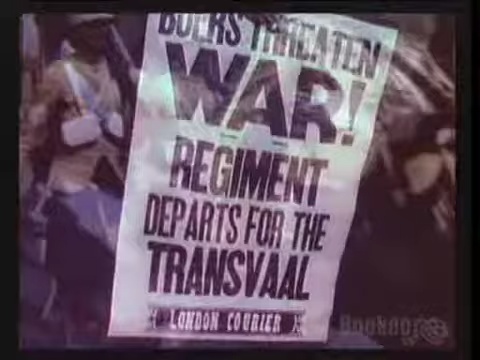 BOERS THREATEN
WAR!
REGIMENT
DEPARTS FOR THE
TRANSVAAL
LONDON COURIER